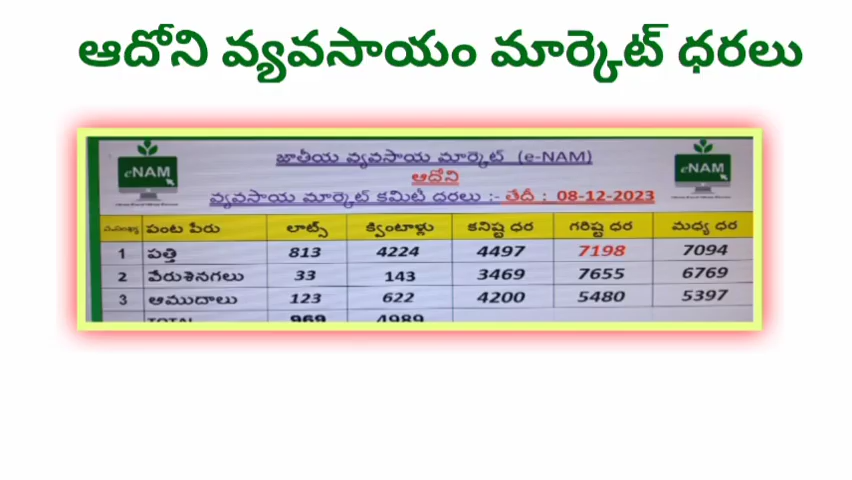 ఆదోని వ్యవసాయం మార్కెట్ ధరలు
జాతీయ వ్యవసాయ మార్కెట్ (e-NAM)
eNAM eNAM
ఆదోని
వ్యవసాయ మార్కెట్ కమిటీ ధరలు :- తేదీ : 08-12-2023
పంట పేరు లాట్స్ క్వింటాళ్లు కనిష్ట ధర గరిష్ట ధర మధ్య ధర
1 పత్తి 813 4224 4497 7198 7094
2 వేరుశెనగలు 33 143 3469 7655 6769
3 ఆముదాలు 123 622 4200 5480 5397
TOTAL 969 4989